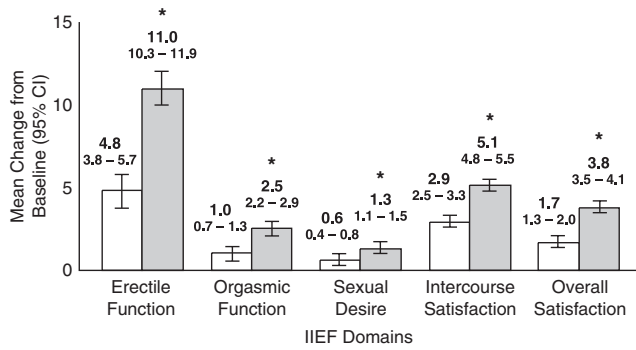 Mean Change from
Baseline (95% CI)
15
10
5
0
*
11.0
10.3 – 11.9
4.8
3.8 – 5.7
*
2.5
2.2 – 2.9
1.0
0.7 – 1.3
*
1.3
1.1 – 1.5
0.6
0.4 – 0.8
*
5.1
4.8 – 5.5
2.9
2.5 – 3.3
*
3.8
3.5 – 4.1
1.7
1.3 – 2.0
Erectile
Function
Orgasmic
Function
Sexual
Desire
Intercourse
Satisfaction
Overall
Satisfaction
IIEF Domains